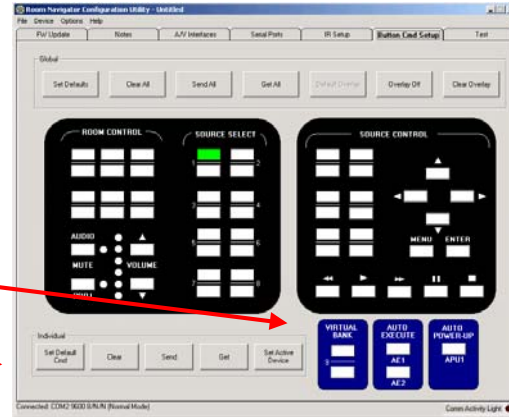 Room Navigator Configuration Utility - Untitled
File Device Options Help
FW Update Notes A/V Interfaces Serial Ports IR Setup Button Cmd Setup Test
Global
Set Defaults Clear All Send All Get All Default Overlay Overlay Off Clear Overlay
ROOM CONTROL SOURCE SELECT SOURCE CONTROL
1 2
3 4
AUDIO
5 6
MENU ENTER
MUTE VOLUME
7 8
VIRTUAL BANK AUTO EXECUTE AUTO POWER-UP
Individual
Set Default Cmd Clear Send Get Set Active Device
9 AE1 APU1
AE2
Connected: COM2 9600 8/N/N (Normal Mode) Comm Activity Light